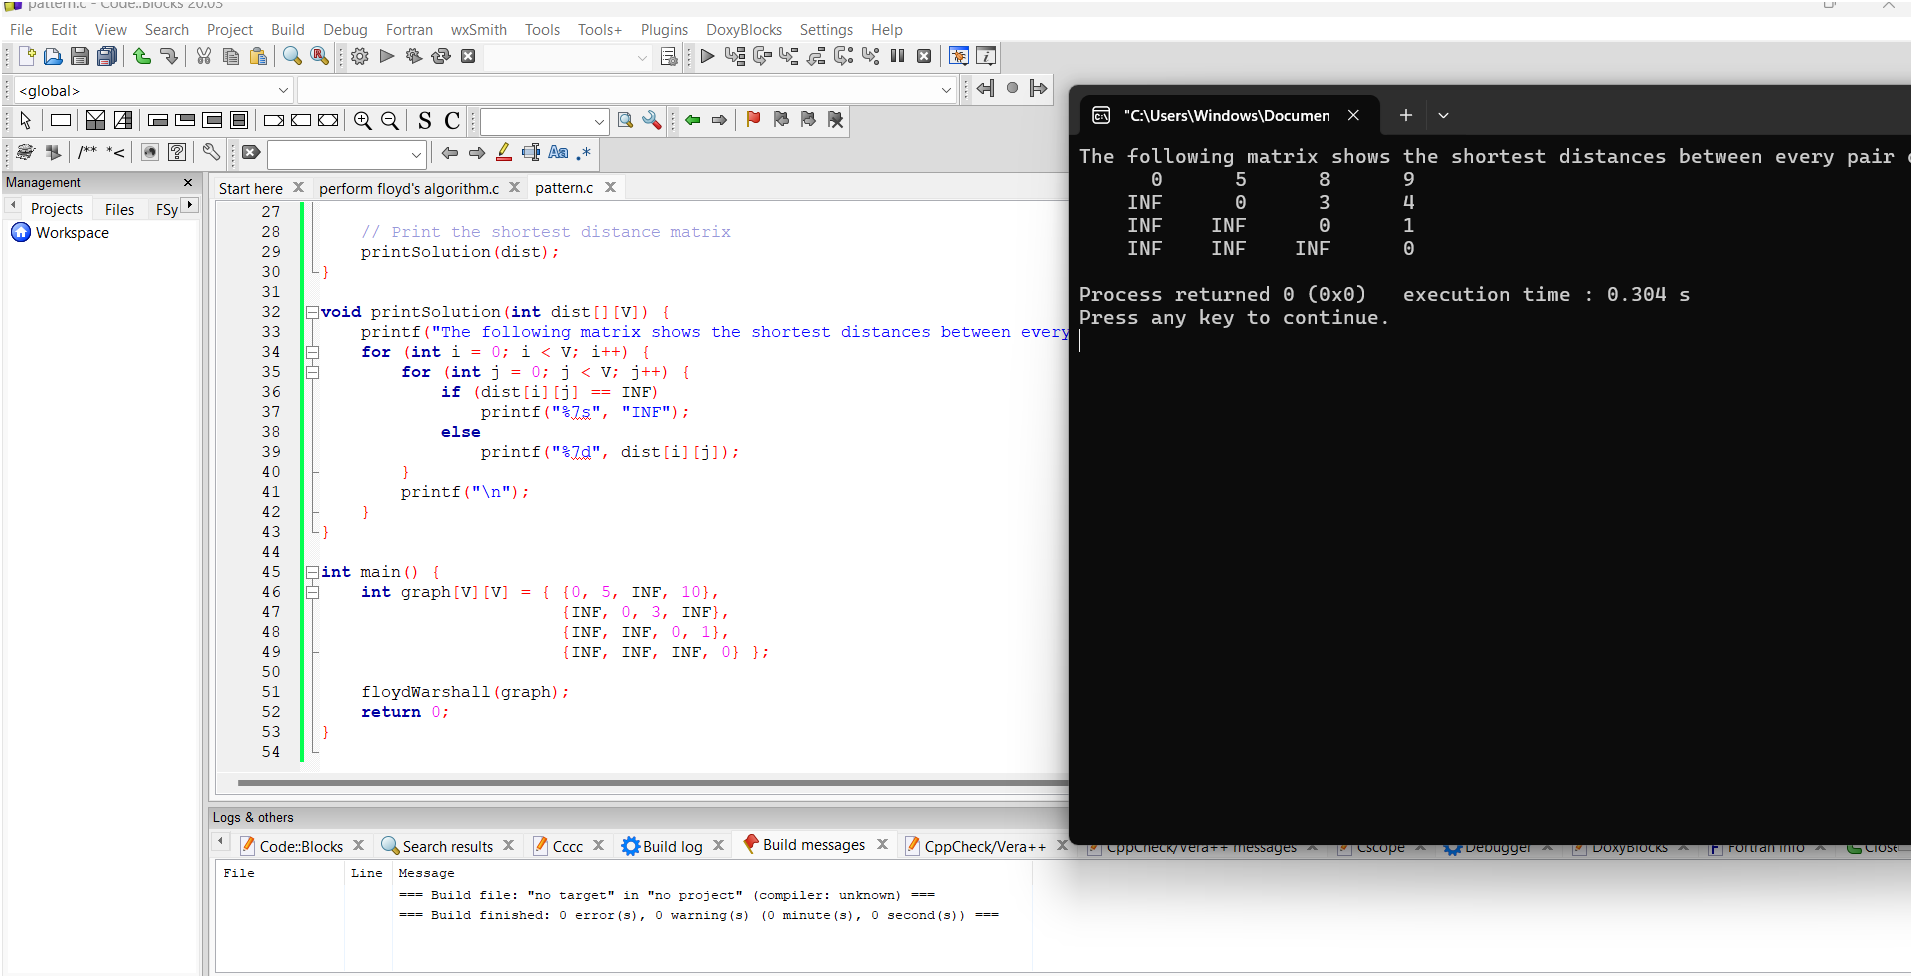 pattern.c - Code::Blocks 20.03
File Edit View Search Project Build Debug Fortran wxSmith Tools Tools+ Plugins DoxyBlocks Settings Help
<global>
S C
/** *<
Aa .*
Management
Projects Files FSy
Workspace
Start here perform floyd's algorithm.c pattern.c
27
28 // Print the shortest distance matrix
29 printSolution(dist);
30 }
31
32 void printSolution(int dist[][V]) {
33 printf("The following matrix shows the shortest distances between every
34 for (int i = 0; i < V; i++) {
35 for (int j = 0; j < V; j++) {
36 if (dist[i][j] == INF)
37 printf("%7s", "INF");
38 else
39 printf("%7d", dist[i][j]);
40 }
41 printf("\n");
42 }
43 }
44
45 int main() {
46 int graph[V][V] = { {0, 5, INF, 10},
47 {INF, 0, 3, INF},
48 {INF, INF, 0, 1},
49 {INF, INF, INF, 0} };
50
51 floydWarshall(graph);
52 return 0;
53 }
54
"C:\Users\Windows\Documen
The following matrix shows the shortest distances between every pair
0 5 8 9
INF 0 3 4
INF INF 0 1
INF INF INF 0
Process returned 0 (0x0) execution time : 0.304 s
Press any key to continue.
Logs & others
Code::Blocks Search results Cccc Build log Build messages CppCheck/Vera++ CppCheck/Vera++ messages Cscope Debugger DoxyBlocks Fortran info Close
File Line Message
=== Build file: "no target" in "no project" (compiler: unknown) ===
=== Build finished: 0 error(s), 0 warning(s) (0 minute(s), 0 second(s)) ===